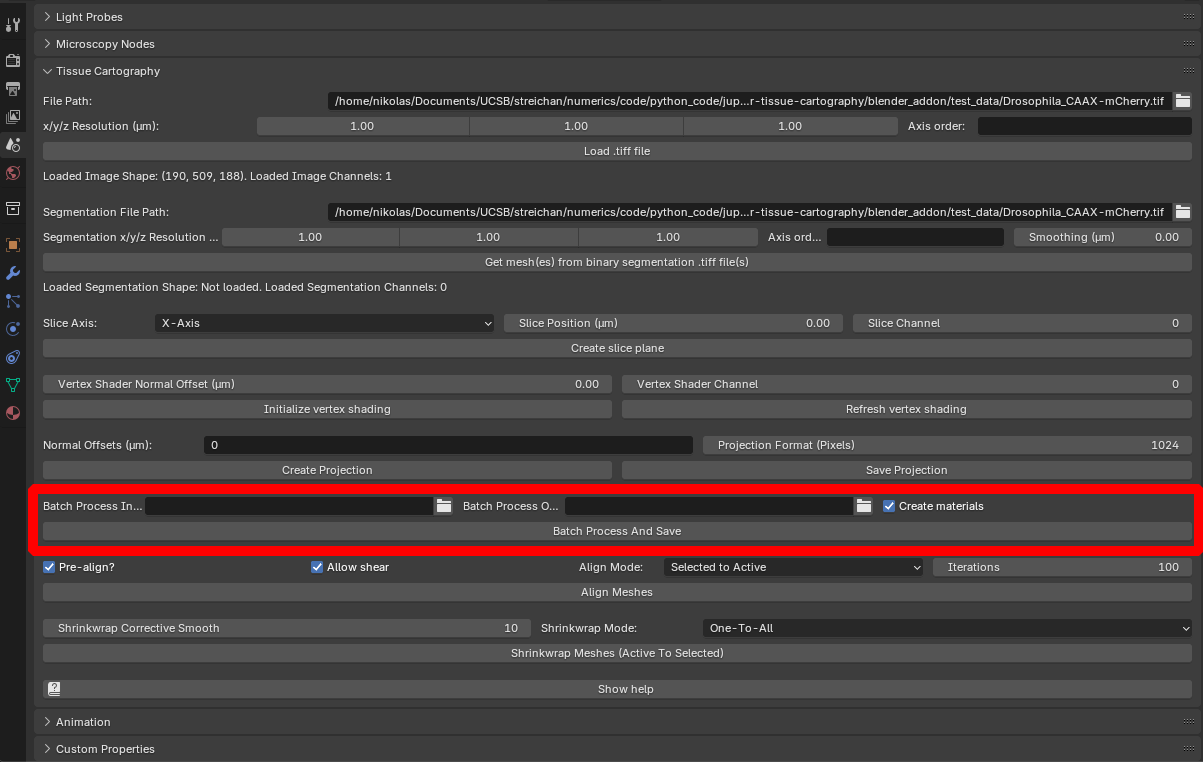 Light Probes
Microscopy Nodes
Tissue Cartography
File Path: /home/nikolas/Documents/UCSB/streichan/numerics/code/python_code/jup...r-tissue-cartography/blender_addon/test_data/Drosophila_CAAX-mCherry.tif
x/y/z Resolution (µm): 1.00 1.00 1.00 Axis order:
Load .tiff file
Loaded Image Shape: (190, 509, 188). Loaded Image Channels: 1
Segmentation File Path: /home/nikolas/Documents/UCSB/streichan/numerics/code/python_code/jup...r-tissue-cartography/blender_addon/test_data/Drosophila_CAAX-mCherry.tif
Segmentation x/y/z Resolution ... 1.00 1.00 1.00 Axis ord... Smoothing (µm) 0.00
Get mesh(es) from binary segmentation .tiff file(s)
Loaded Segmentation Shape: Not loaded. Loaded Segmentation Channels: 0
Slice Axis: X-Axis Slice Position (µm) 0.00 Slice Channel 0
Create slice plane
Vertex Shader Normal Offset (µm) 0.00 Vertex Shader Channel 0
Initialize vertex shading Refresh vertex shading
Normal Offsets (µm): 0 Projection Format (Pixels) 1024
Create Projection Save Projection
Batch Process In... Batch Process O... Create materials
Batch Process And Save
Pre-align? Allow shear Align Mode: Selected to Active Iterations 100
Align Meshes
Shrinkwrap Corrective Smooth 10 Shrinkwrap Mode: One-To-All
Shrinkwrap Meshes (Active To Selected)
? Show help
Animation
Custom Properties